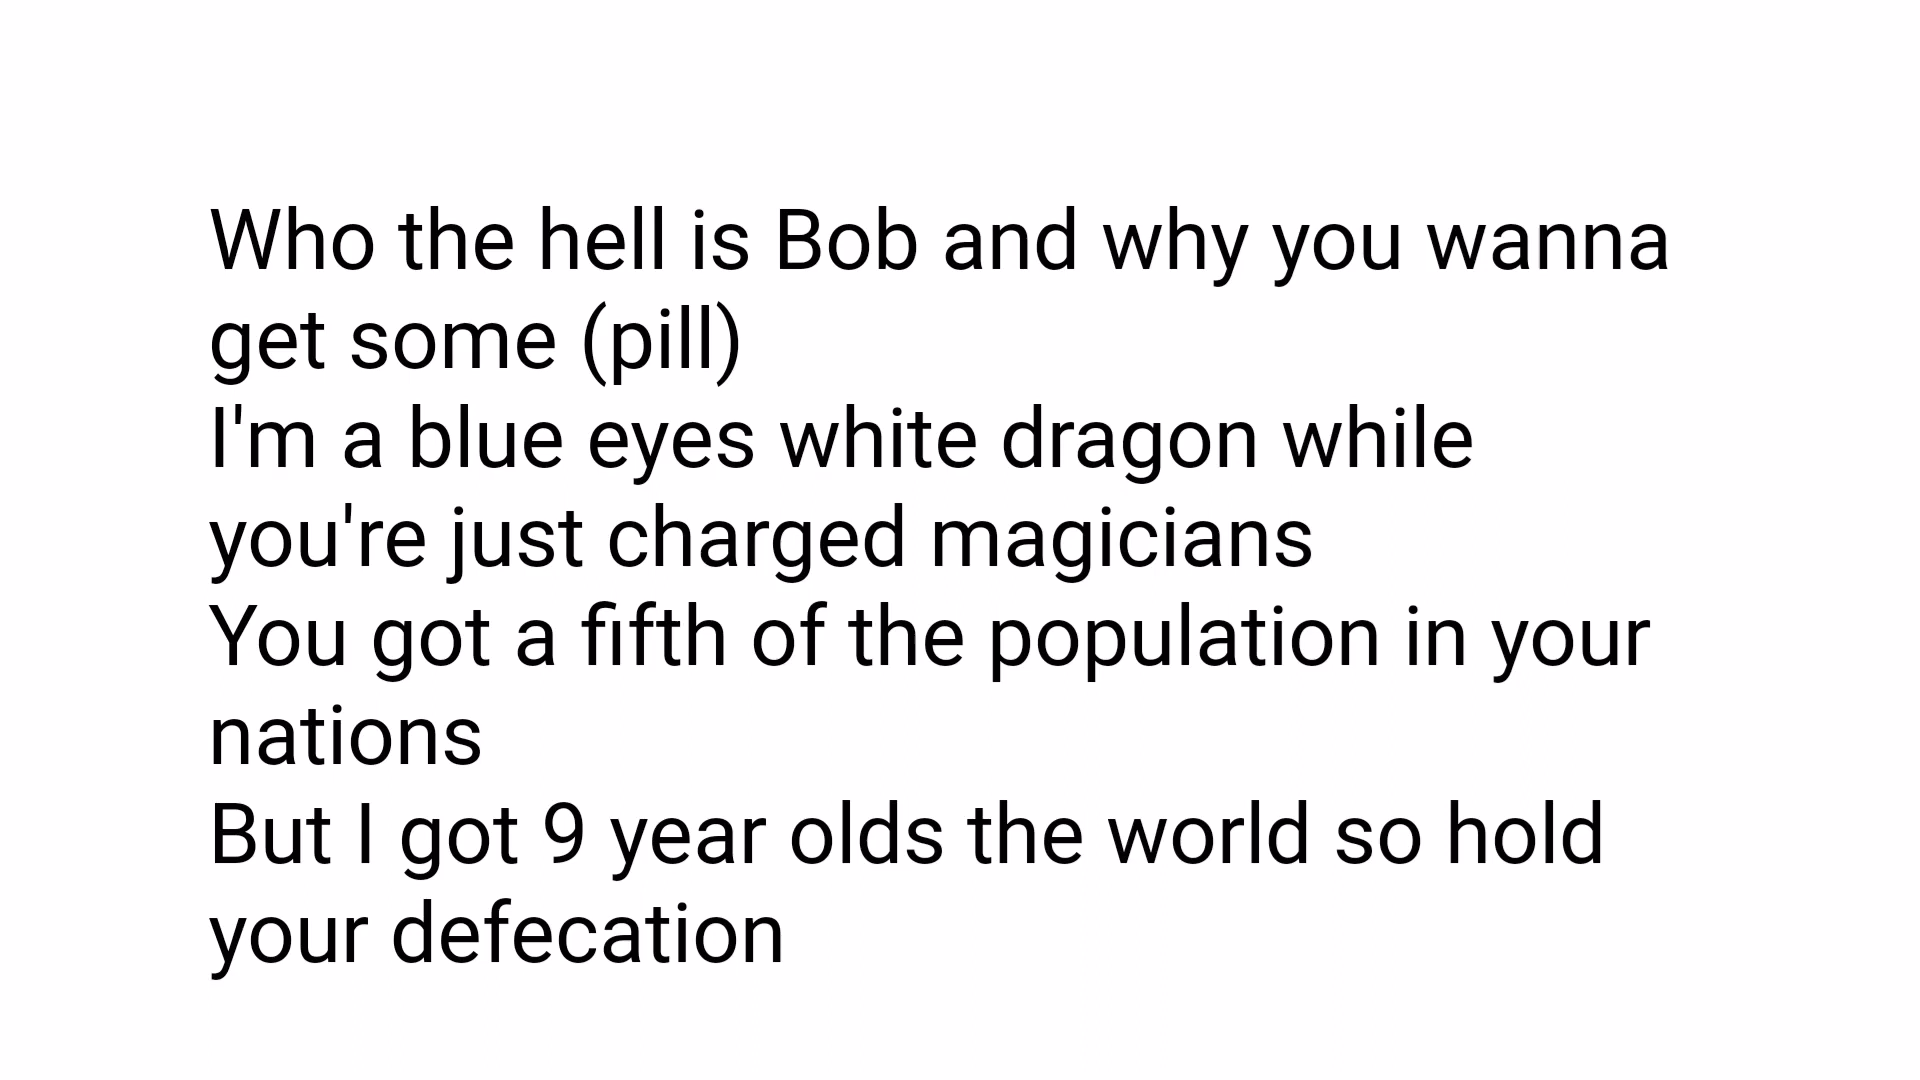 Who the hell is Bob and why you wanna
get some (pill)
I'm a blue eyes white dragon while
you're just charged magicians
You got a fifth of the population in your
nations
But I got 9 year olds the world so hold
your defecation